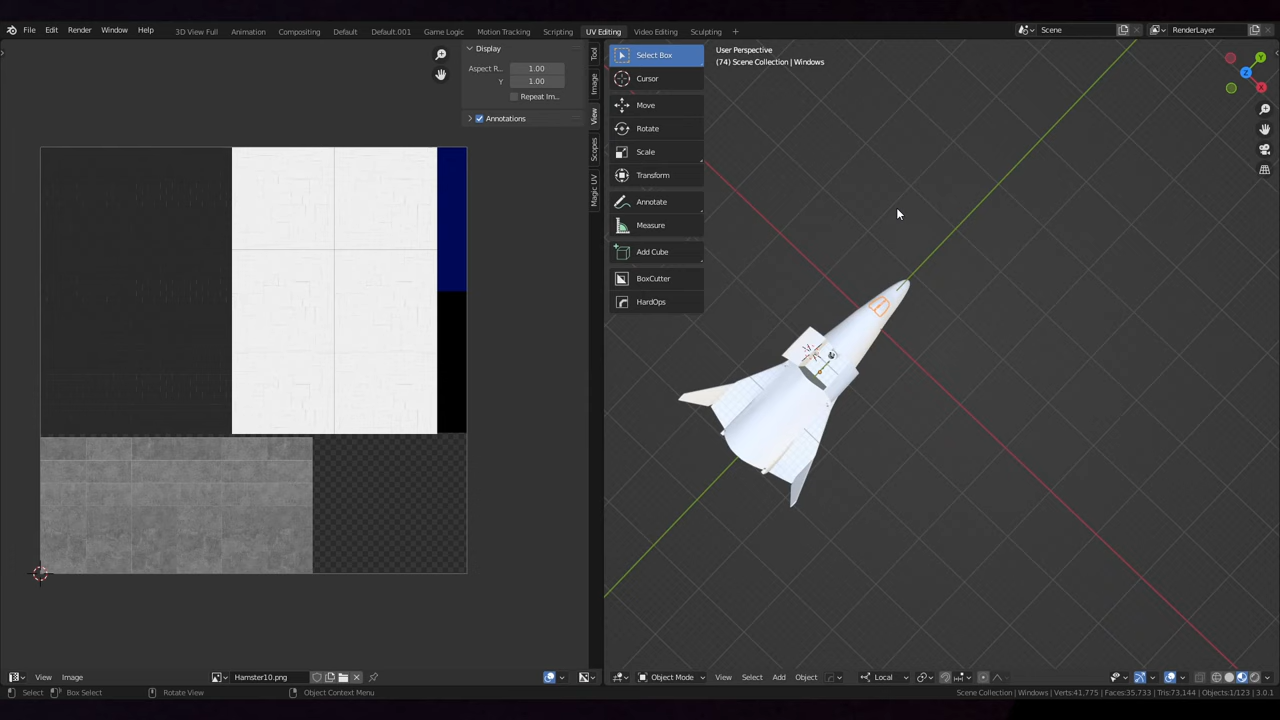 File Edit Render Window Help 3D View Full Animation Compositing Default Default.001 Game Logic Motion Tracking Scripting UV Editing Video Editing Sculpting + Scene RenderLayer
Display
Aspect R... 1.00
Y 1.00
Repeat Im...
Annotations
Tool
Image
View
Scopes
Magic UV
Select Box
Cursor
Move
Rotate
Scale
Transform
Annotate
Measure
Add Cube
BoxCutter
HardOps
User Perspective
(74) Scene Collection | Windows
Y
Z
X
View Image Hamster10.png Object Mode View Select Add Object Local
Select Box Select Rotate View Object Context Menu Scene Collection | Windows | Verts:41,775 | Faces:35,733 | Tris:73,144 | Objects:1/123 | 3.0.1